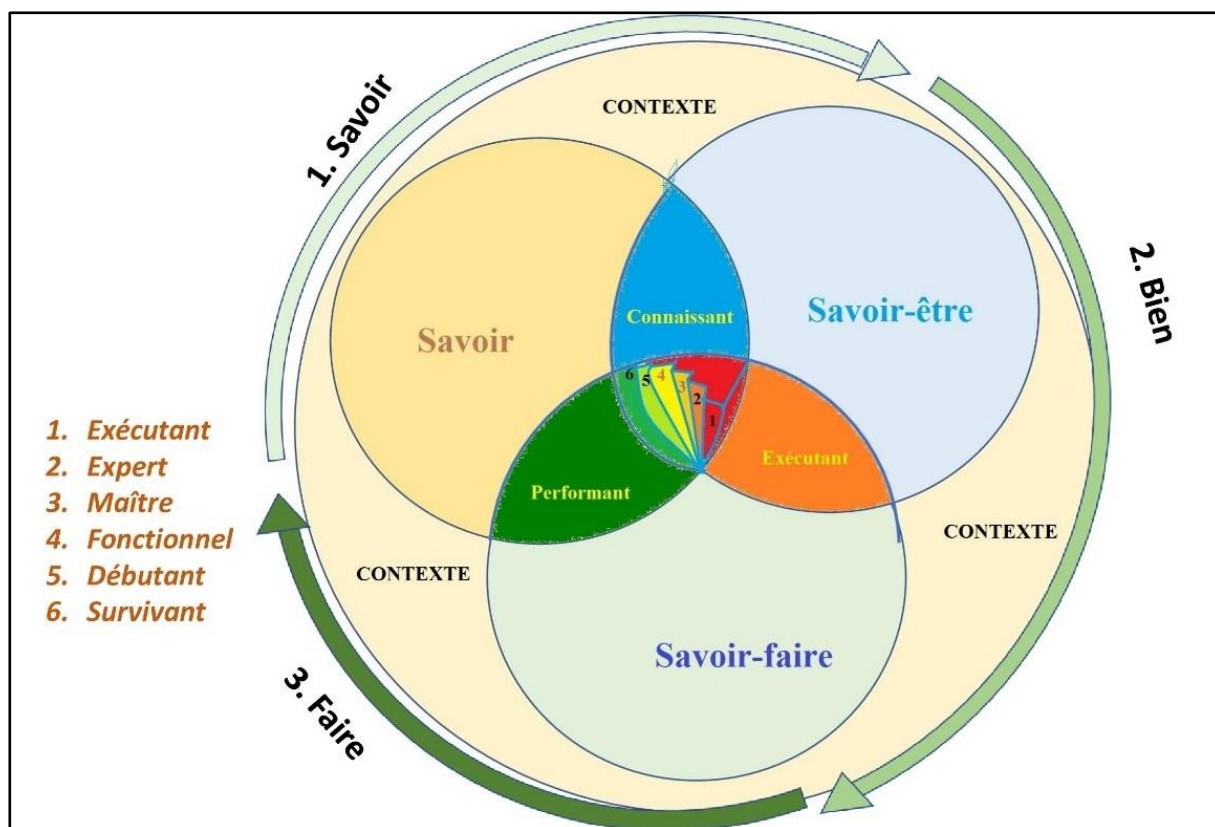 CONTEXTE
1. Savoir
2. Bien
Connaissant
Savoir
Savoir-être
6
5
4
3
2
1
1. Exécutant
2. Expert
3. Maître
4. Fonctionnel
5. Débutant
6. Survivant
Exécutant
Performant
CONTEXTE
CONTEXTE
Savoir-faire
3. Faire